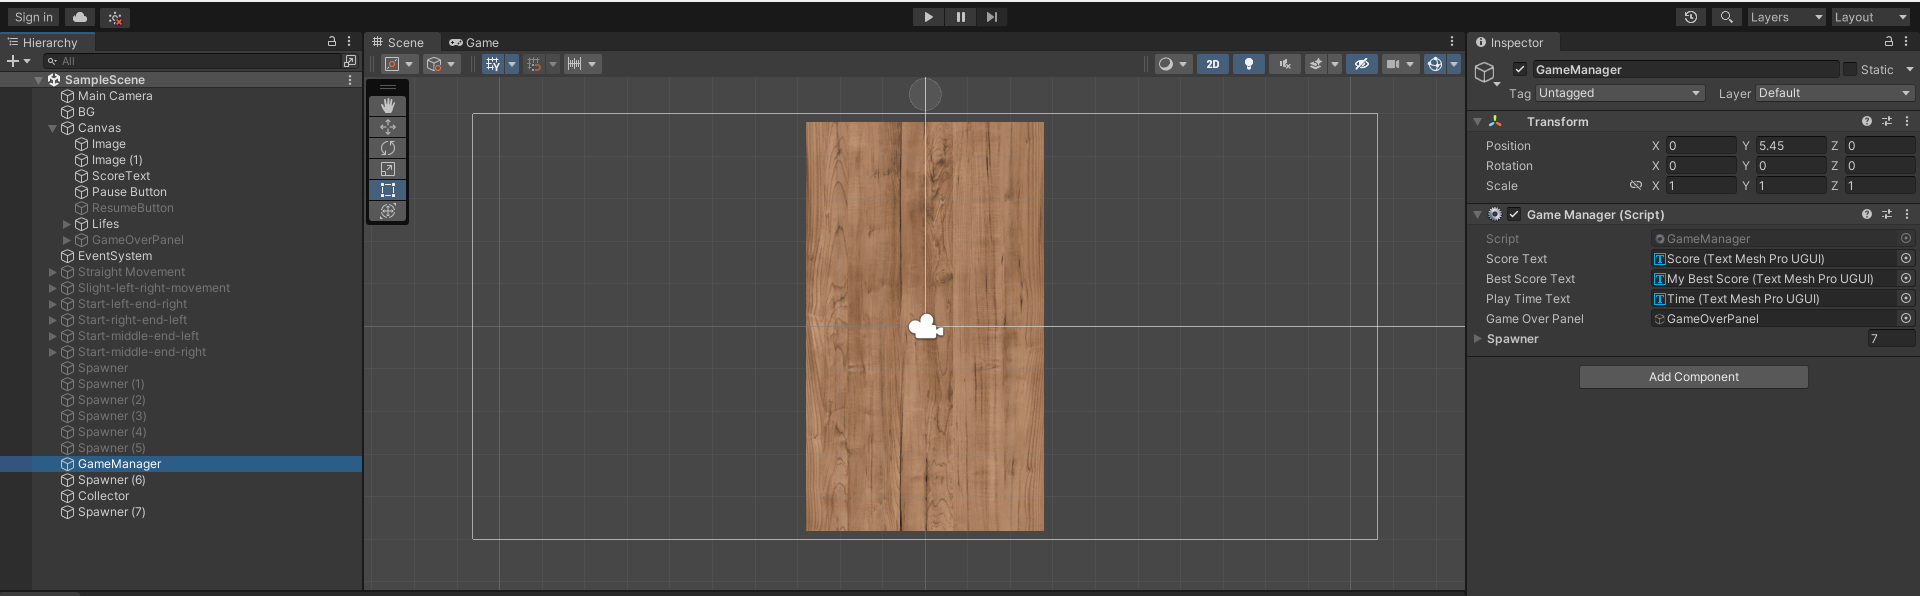 Sign in
Layers
Layout
Hierarchy
All
SampleScene
Main Camera
BG
Canvas
Image
Image (1)
ScoreText
Pause Button
ResumeButton
Lifes
GameOverPanel
EventSystem
Straight Movement
Slight-left-right-movement
Start-left-end-right
Start-right-end-left
Start-middle-end-left
Start-middle-end-right
Spawner
Spawner (1)
Spawner (2)
Spawner (3)
Spawner (4)
Spawner (5)
GameManager
Spawner (6)
Collector
Spawner (7)
Scene
Game
2D
Inspector
GameManager
Static
Tag Untagged Layer Default
Transform
Position X 0 Y 5.45 Z 0
Rotation X 0 Y 0 Z 0
Scale X 1 Y 1 Z 1
Game Manager (Script)
Script GameManager
Score Text Score (Text Mesh Pro UGUI)
Best Score Text My Best Score (Text Mesh Pro UGUI)
Play Time Text Time (Text Mesh Pro UGUI)
Game Over Panel GameOverPanel
Spawner 7
Add Component